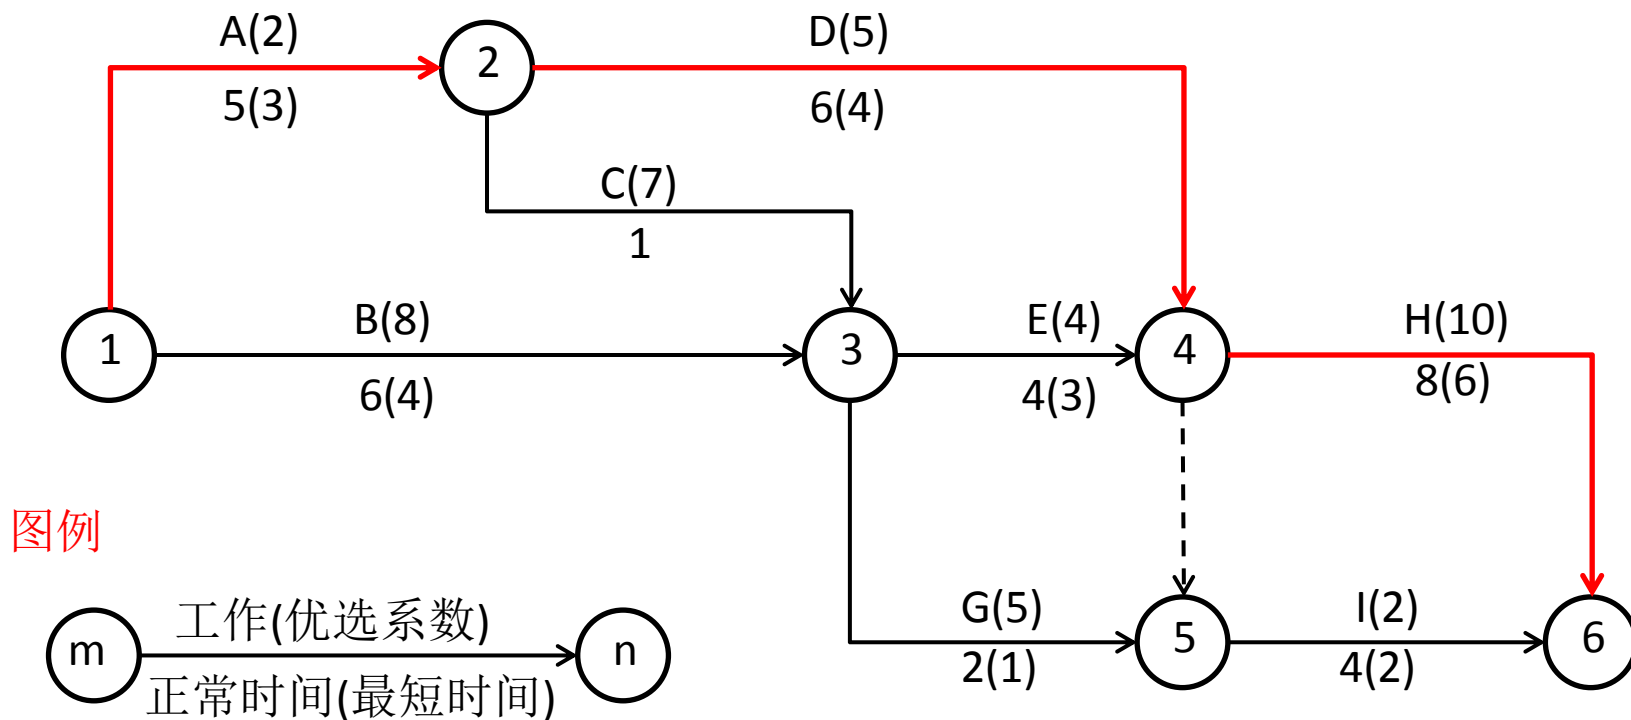 A(2)
5(3)
2
D(5)
6(4)
C(7)
1
1
B(8)
6(4)
3
E(4)
4(3)
4
H(10)
8(6)
图例
m
工作(优选系数)
正常时间(最短时间)
n
G(5)
2(1)
5
I(2)
4(2)
6